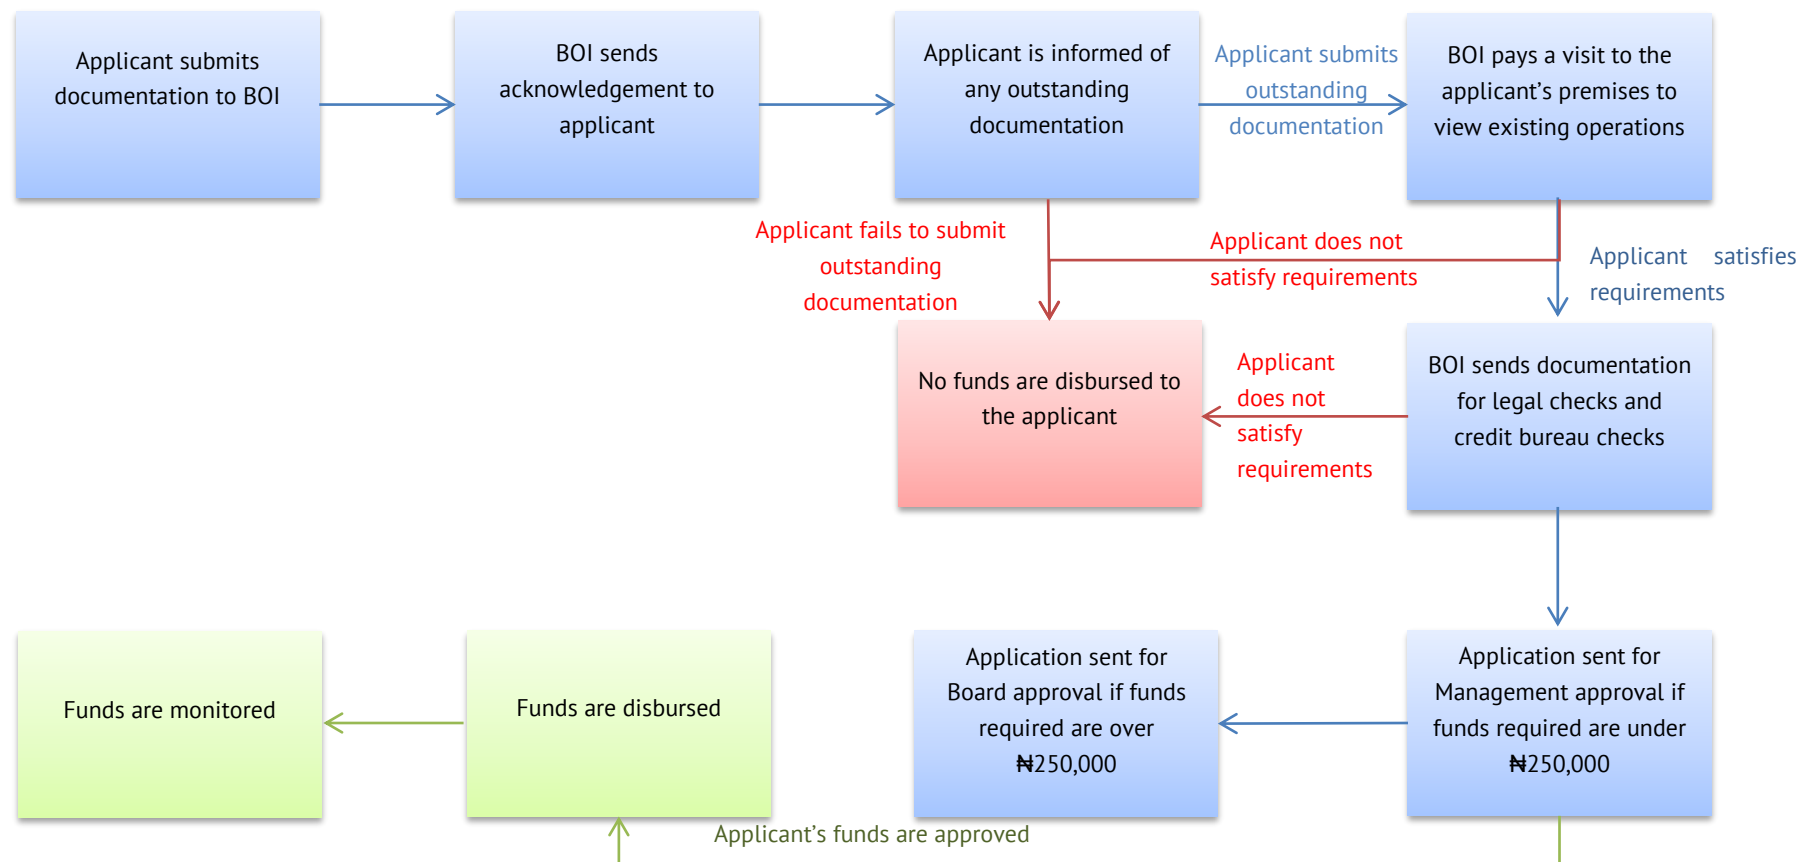 Applicant submits
documentation to BOI
BOI sends
acknowledgement to
applicant
Applicant is informed of
any outstanding
documentation
Applicant submits
outstanding
documentation
BOI pays a visit to the
applicant’s premises to
view existing operations
Applicant fails to submit
outstanding
documentation
Applicant does not
satisfy requirements
Applicant satisfies
requirements
No funds are disbursed to
the applicant
Applicant
does not
satisfy
requirements
BOI sends documentation
for legal checks and
credit bureau checks
Funds are monitored
Funds are disbursed
Application sent for
Board approval if funds
required are over
₦250,000
Application sent for
Management approval if
funds required are under
₦250,000
Applicant’s funds are approved